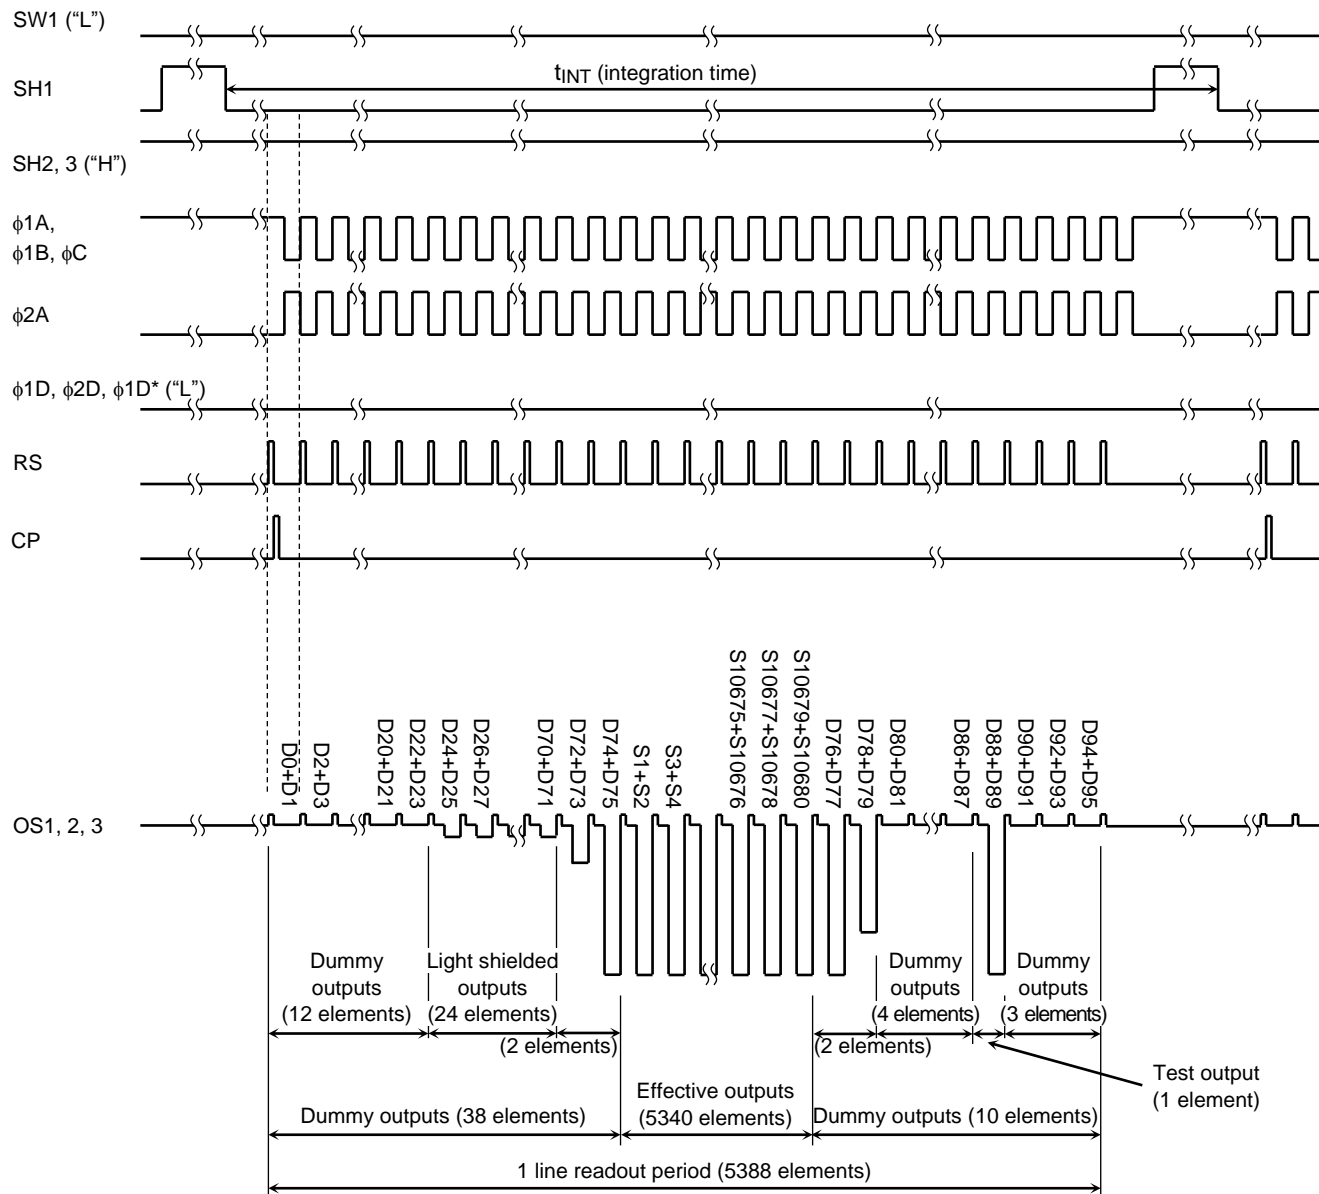 SW1 (“L”)
tINT (integration time)
SH1
SH2, 3 (“H”)
ϕ1A,
ϕ1B, ϕC
ϕ2A
ϕ1D, ϕ2D, ϕ1D* (“L”)
RS
CP
D0+D1
D2+D3
D20+D21
D22+D23
D24+D25
D26+D27
D70+D71
D72+D73
D74+D75
S1+S2
S3+S4
S10675+S10676
S10677+S10678
S10679+S10680
D76+D77
D78+D79
D80+D81
D86+D87
D88+D89
D90+D91
D92+D93
D94+D95
OS1, 2, 3
Dummy
outputs
(12 elements)
Light shielded
outputs
(24 elements)
(2 elements)
(2 elements)
Dummy
outputs
(4 elements)
Dummy
outputs
(3 elements)
Test output
(1 element)
Dummy outputs (38 elements)
Effective outputs
(5340 elements)
Dummy outputs (10 elements)
1 line readout period (5388 elements)